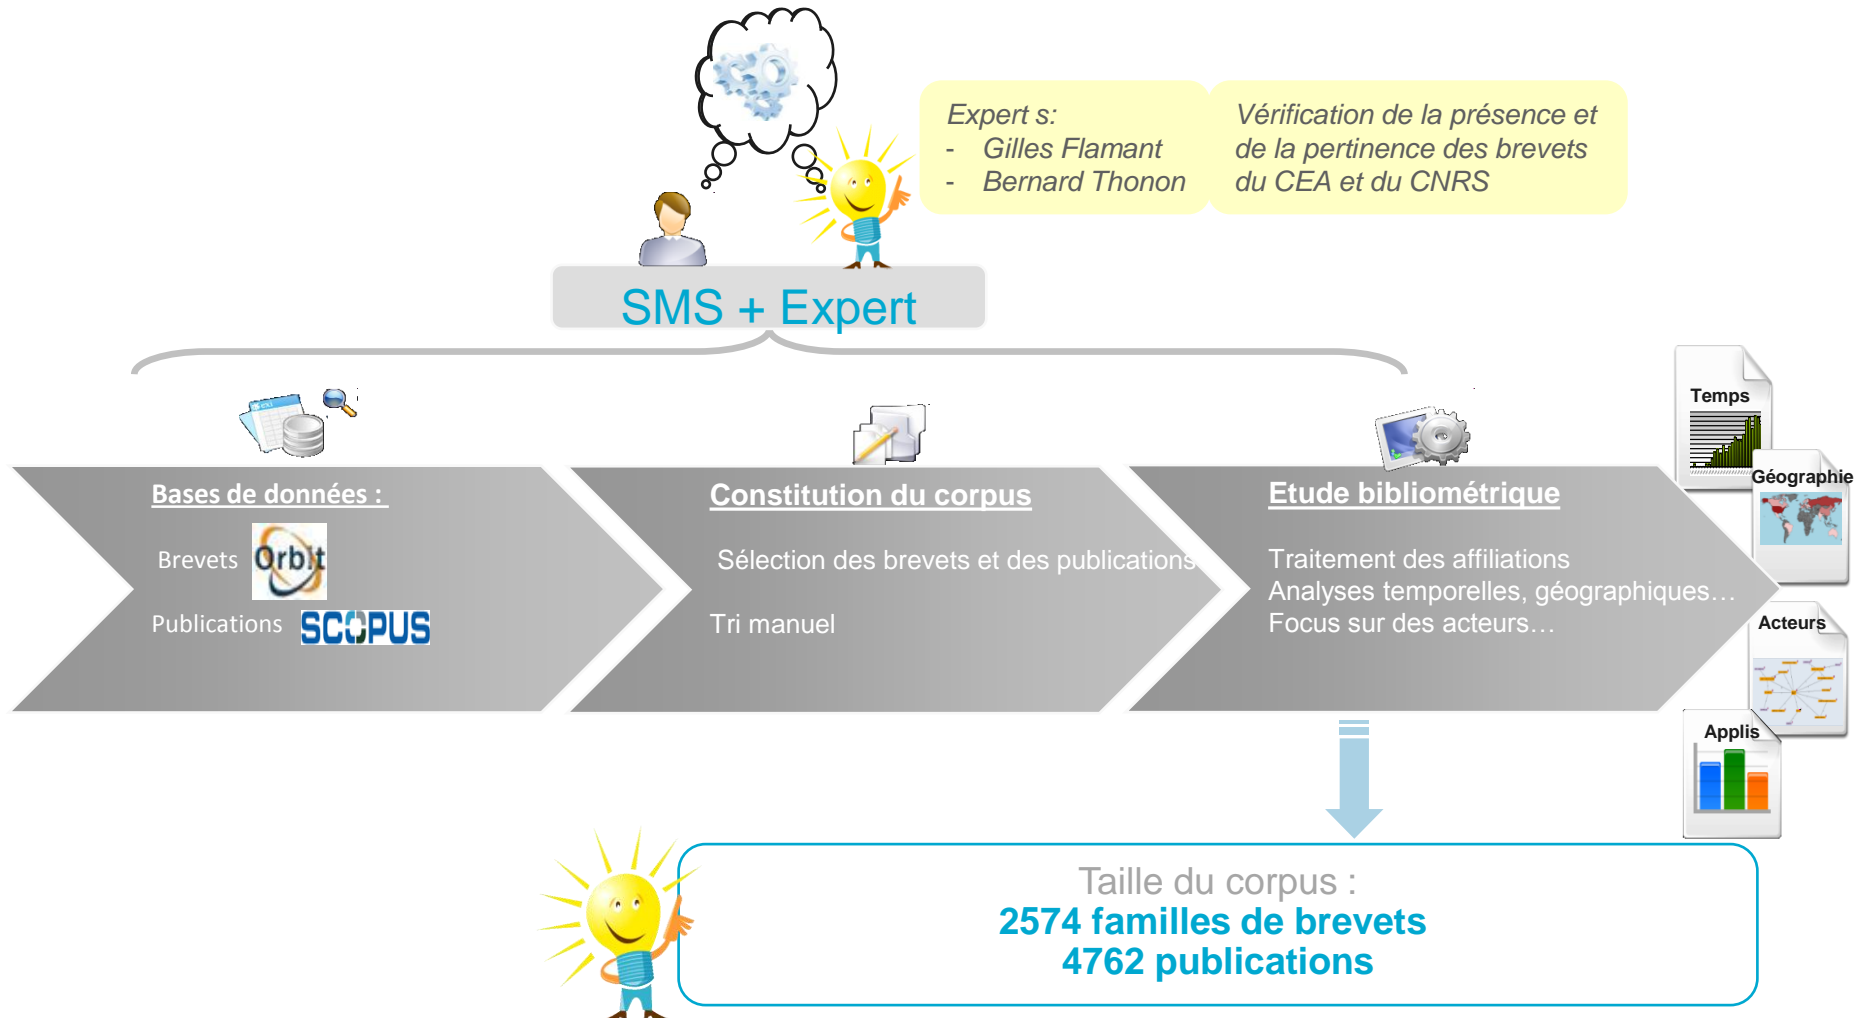 Expert s:
- Gilles Flamant
- Bernard Thonon
Vérification de la présence et
de la pertinence des brevets
du CEA et du CNRS
SMS + Expert
Bases de données :
Brevets Orbit
Publications SCOPUS
Constitution du corpus
Sélection des brevets et des publications
Tri manuel
Etude bibliométrique
Traitement des affiliations
Analyses temporelles, géographiques…
Focus sur des acteurs…
Temps
Géographie
Acteurs
Applis
Taille du corpus :
2574 familles de brevets
4762 publications